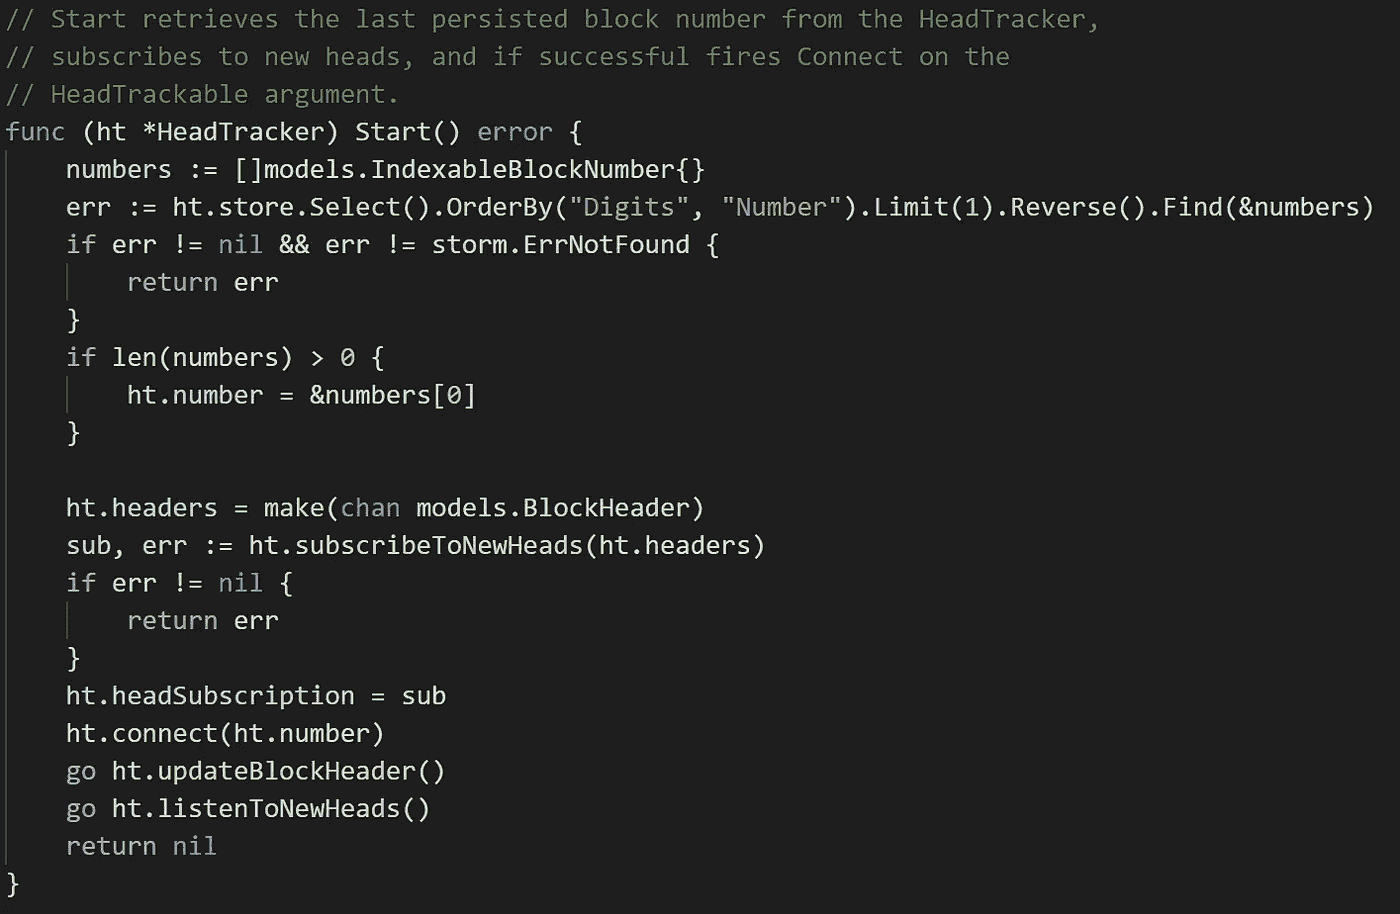 // Start retrieves the last persisted block number from the HeadTracker,
// subscribes to new heads, and if successful fires Connect on the
// HeadTrackable argument.
func (ht *HeadTracker) Start() error {
    numbers := []models.IndexableBlockNumber{}
    err := ht.store.Select().OrderBy("Digits", "Number").Limit(1).Reverse().Find(&numbers)
    if err != nil && err != storm.ErrNotFound {
        return err
    }
    if len(numbers) > 0 {
        ht.number = &numbers[0]
    }

    ht.headers = make(chan models.BlockHeader)
    sub, err := ht.subscribeToNewHeads(ht.headers)
    if err != nil {
        return err
    }
    ht.headSubscription = sub
    ht.connect(ht.number)
    go ht.updateBlockHeader()
    go ht.listenToNewHeads()
    return nil
}